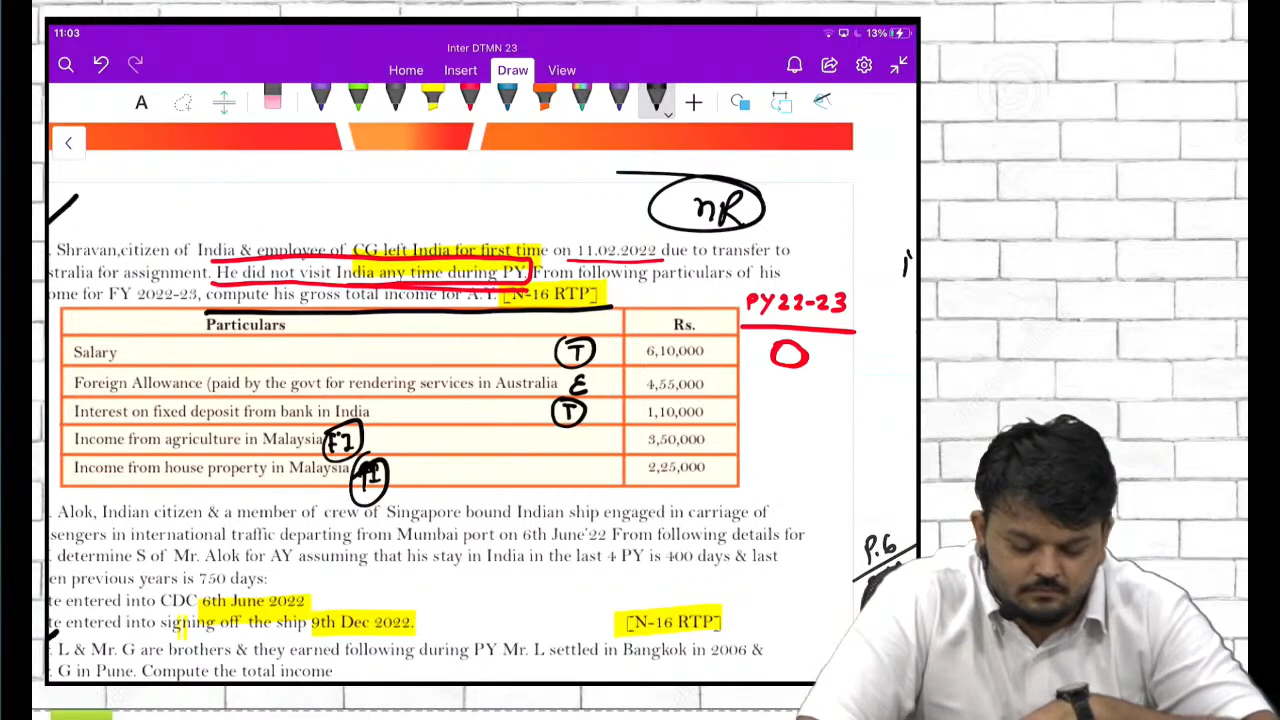 11:03
13%
Inter DTMN 23
Home Insert Draw View
A
nR
. Shravan,citizen of India & employee of CG left India for first time on 11.02.2022 due to transfer to
stralia for assignment. He did not visit India any time during PY. From following particulars of his
ome for FY 2022-23, compute his gross total income for A.Y. [N-16 RTP]
PY22-23
Particulars Rs.
Salary T 6,10,000 0
Foreign Allowance (paid by the govt for rendering services in Australia E 4,55,000
Interest on fixed deposit from bank in India T 1,10,000
Income from agriculture in Malaysia FI 3,50,000
Income from house property in Malaysia 2,25,000
. Alok, Indian citizen & a member of crew of Singapore bound Indian ship engaged in carriage of
sengers in international traffic departing from Mumbai port on 6th June'22 From following details for
determine S of Mr. Alok for AY assuming that his stay in India in the last 4 PY is 400 days & last
en previous years is 750 days:
P.6
te entered into CDC 6th June 2022
te entered into signing off the ship 9th Dec 2022. [N-16 RTP]
. L & Mr. G are brothers & they earned following during PY Mr. L settled in Bangkok in 2006 &
. G in Pune. Compute the total income